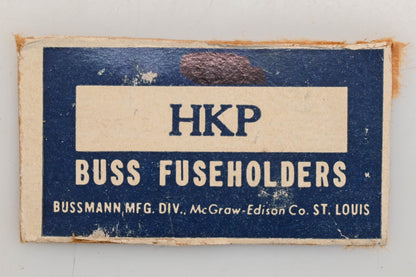 HKP
BUSS FUSEHOLDERS
BUSSMANN MFG. DIV., McGraw-Edison Co. ST. LOUIS